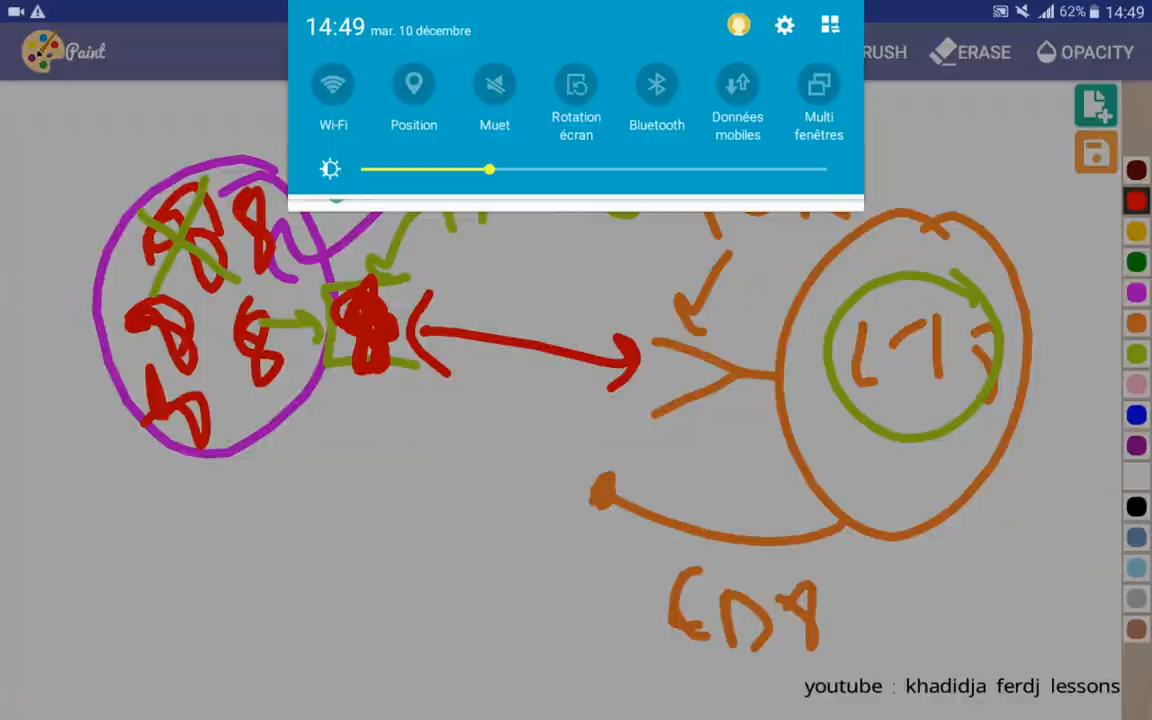 14:49 mar. 10 décembre
62% 14:49
Paint
RUSH
ERASE
OPACITY
Wi-Fi
Position
Muet
Rotation
écran
Bluetooth
Données
mobiles
Multi
fenêtres
CD8
youtube : khadidja ferdj lessons